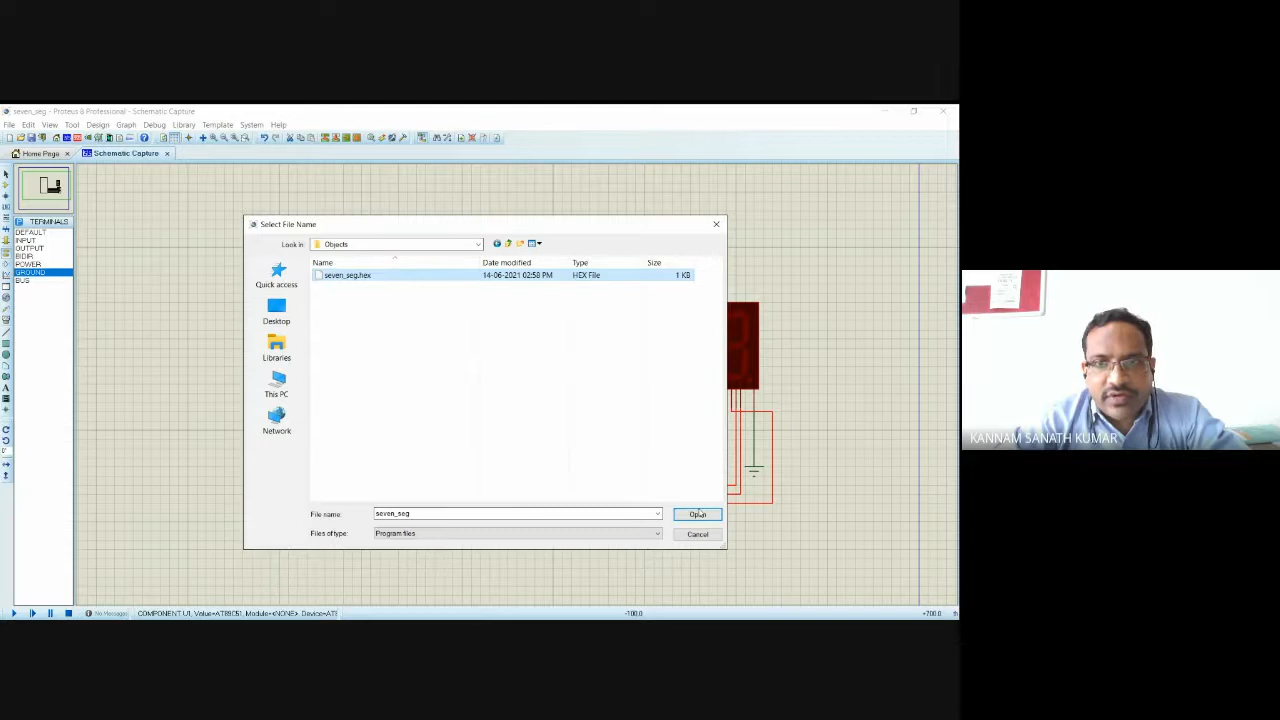 seven_seg - Proteus 8 Professional - Schematic Capture
File Edit View Tool Design Graph Debug Library Template System Help
Home Page × Schematic Capture ×
P TERMINALS
DEFAULT
INPUT
OUTPUT
BIDIR
POWER
GROUND
BUS
Select File Name
Look in: Objects
Name Date modified Type Size
seven_seg.hex 14-06-2021 02:58 PM HEX File 1 KB
Quick access
Desktop
Libraries
This PC
Network
File name: seven_seg Open
Files of type: Program files Cancel
KANNAM SANATH KUMAR
No Messages COMPONENT U1, Value=AT89C51, Module=<NONE>, Device=AT8 -100.0 +700.0 th